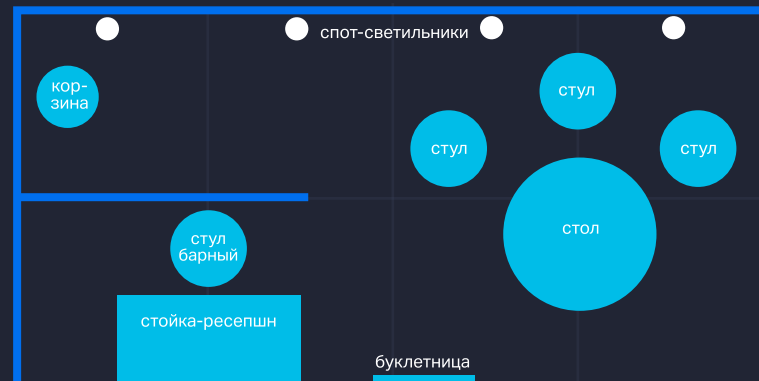 спот-светильники
кор-
зина
стул
стул
стул
стол
стул
барный
стойка-ресепшн
буклетница